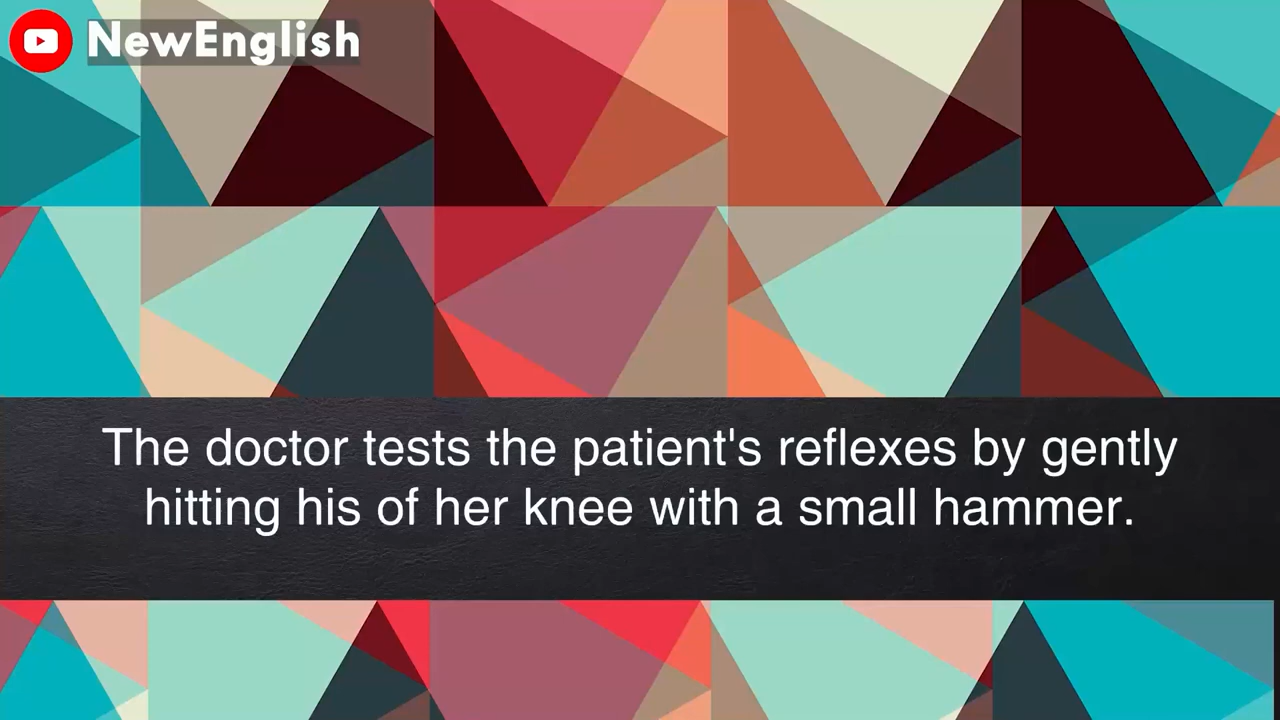 NewEnglish
The doctor tests the patient's reflexes by gently
hitting his of her knee with a small hammer.